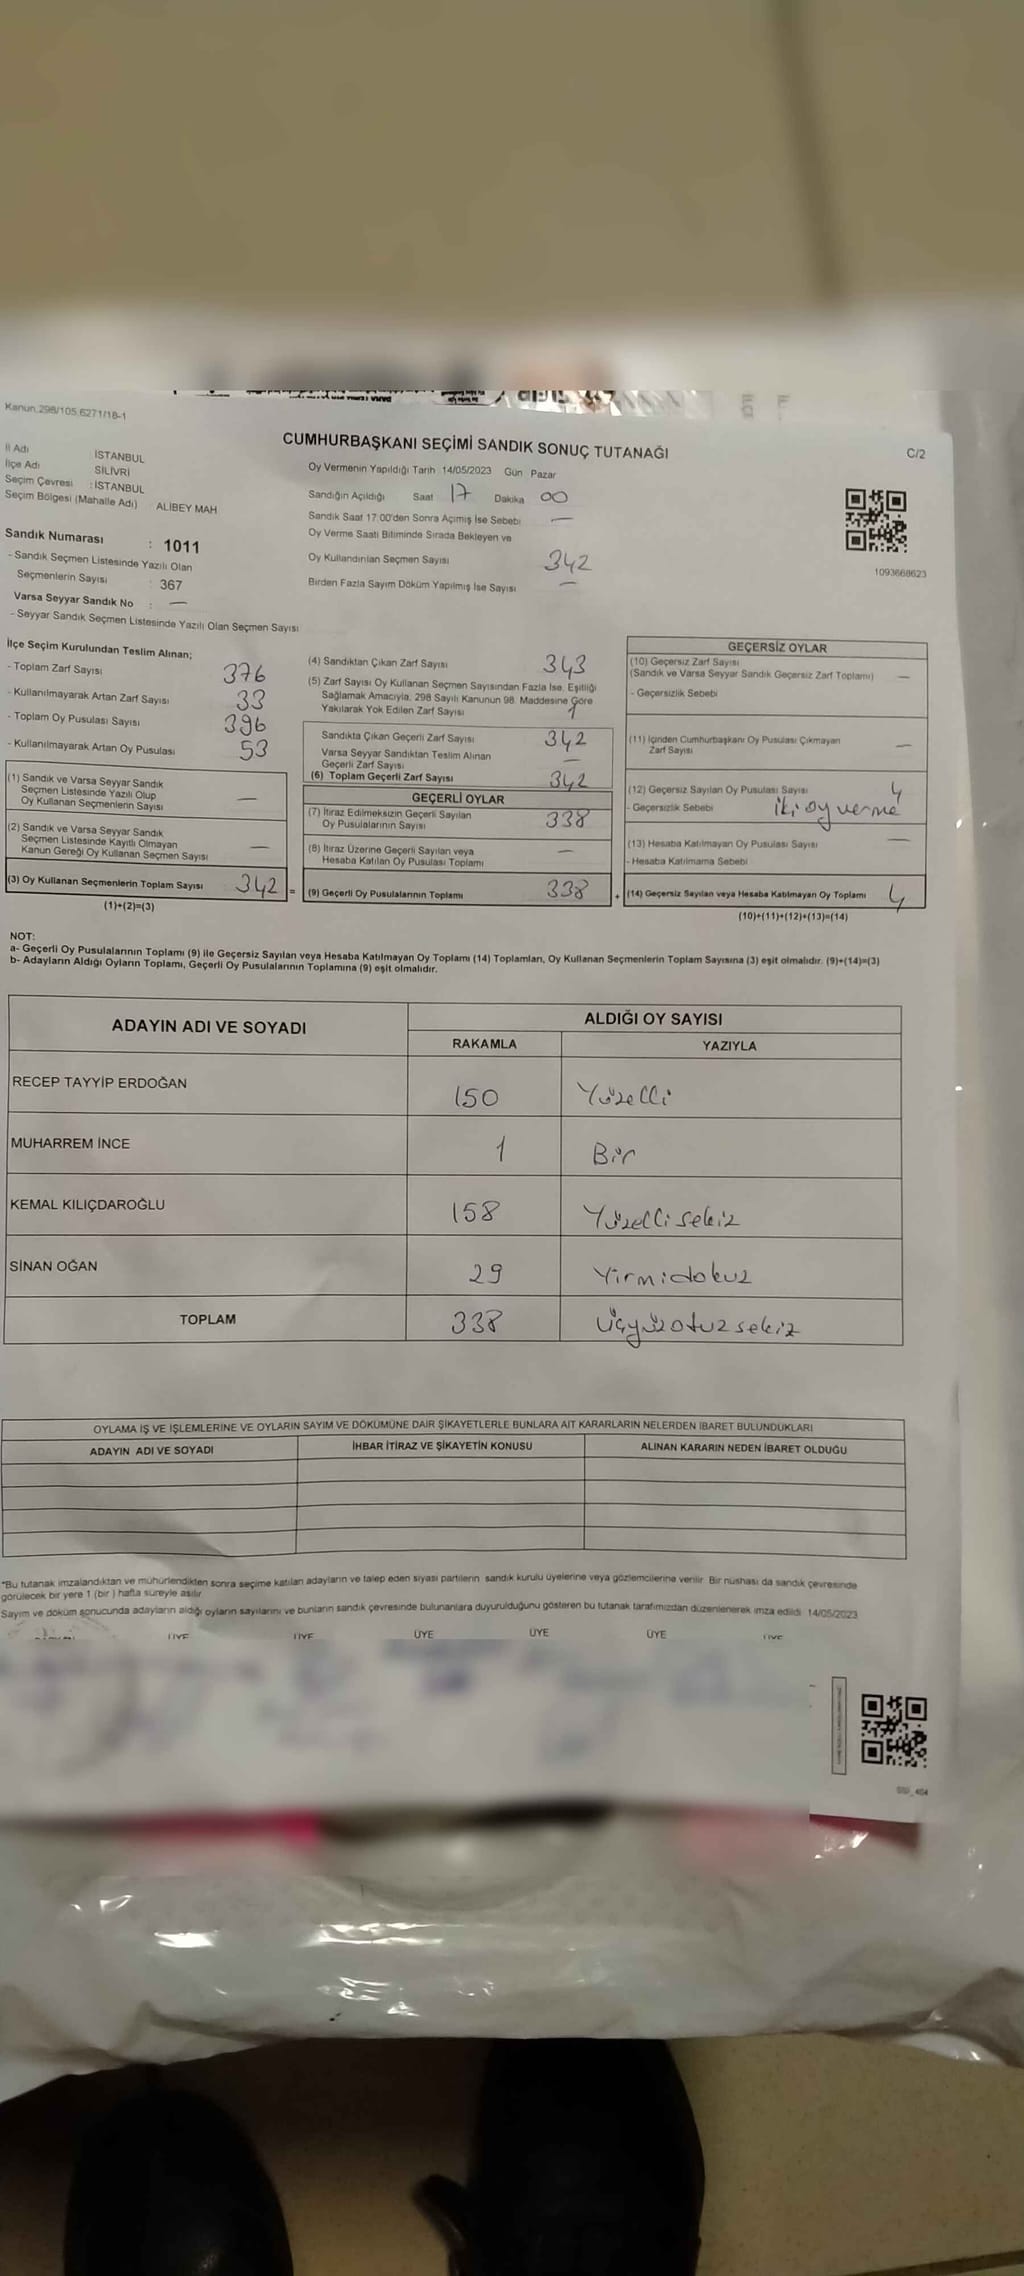 Kanun.298/105.6271/18-1
CUMHURBAŞKANI SEÇİMİ SANDIK SONUÇ TUTANAĞI
C/2
İl Adı : İSTANBUL
İlçe Adı : SİLİVRİ
Seçim Çevresi : İSTANBUL
Seçim Bölgesi (Mahalle Adı) : ALİBEY MAH
Sandık Numarası : 1011
- Sandık Seçmen Listesinde Yazılı Olan
Seçmenlerin Sayısı : 367
Varsa Seyyar Sandık No : —
- Seyyar Sandık Seçmen Listesinde Yazılı Olan Seçmen Sayısı
Oy Vermenin Yapıldığı Tarih 14/05/2023 Gün Pazar
Sandığın Açıldığı Saat 17 Dakika 00
Sandık Saat 17.00'den Sonra Açımış İse Sebebi —
Oy Verme Saati Bitiminde Sırada Bekleyen ve
Oy Kullandırılan Seçmen Sayısı 342
Birden Fazla Sayım Döküm Yapılmış İse Sayısı —
1093668623
İlçe Seçim Kurulundan Teslim Alınan;
- Toplam Zarf Sayısı 376
- Kullanılmayarak Artan Zarf Sayısı 33
- Toplam Oy Pusulası Sayısı 396
- Kullanılmayarak Artan Oy Pusulası 53
(1) Sandık ve Varsa Seyyar Sandık
Seçmen Listesinde Yazılı Olup
Oy Kullanan Seçmenlerin Sayısı —
(2) Sandık ve Varsa Seyyar Sandık
Seçmen Listesinde Kayıtlı Olmayan
Kanun Gereği Oy Kullanan Seçmen Sayısı —
(3) Oy Kullanan Seçmenlerin Toplam Sayısı 342 =
(1)+(2)=(3)
(4) Sandıktan Çıkan Zarf Sayısı 343
(5) Zarf Sayısı Oy Kullanan Seçmen Sayısından Fazla İse, Eşitliği
Sağlamak Amacıyla, 298 Sayılı Kanunun 98. Maddesine Göre
Yakılarak Yok Edilen Zarf Sayısı 1
Sandıkta Çıkan Geçerli Zarf Sayısı 342
Varsa Seyyar Sandıktan Teslim Alınan
Geçerli Zarf Sayısı —
(6) Toplam Geçerli Zarf Sayısı 342
GEÇERLİ OYLAR
(7) İtiraz Edilmeksizin Geçerli Sayılan
Oy Pusulalarının Sayısı 338
(8) İtiraz Üzerine Geçerli Sayılan veya
Hesaba Katılan Oy Pusulası Toplamı —
(9) Geçerli Oy Pusulalarının Toplamı 338 +
GEÇERSİZ OYLAR
(10) Geçersiz Zarf Sayısı
(Sandık ve Varsa Seyyar Sandık Geçersiz Zarf Toplamı) —
- Geçersizlik Sebebi
(11) İçinden Cumhurbaşkanı Oy Pusulası Çıkmayan
Zarf Sayısı —
(12) Geçersiz Sayılan Oy Pusulası Sayısı 4
- Geçersizlik Sebebi İki oy verme
(13) Hesaba Katılmayan Oy Pusulası Sayısı —
- Hesaba Katılmama Sebebi
(14) Geçersiz Sayılan veya Hesaba Katılmayan Oy Toplamı 4
(10)+(11)+(12)+(13)=(14)
NOT:
a- Geçerli Oy Pusulalarının Toplamı (9) ile Geçersiz Sayılan veya Hesaba Katılmayan Oy Toplamı (14) Toplamları, Oy Kullanan Seçmenlerin Toplam Sayısına (3) eşit olmalıdır. (9)+(14)=(3)
b- Adayların Aldığı Oyların Toplamı, Geçerli Oy Pusulalarının Toplamına (9) eşit olmalıdır.
ADAYIN ADI VE SOYADI
ALDIĞI OY SAYISI
RAKAMLA YAZIYLA
RECEP TAYYİP ERDOĞAN 150 Yüzelli
MUHARREM İNCE 1 Bir
KEMAL KILIÇDAROĞLU 158 Yüzellisekiz
SİNAN OĞAN 29 Yirmidokuz
TOPLAM 338 Üçyüzotuzsekiz
OYLAMA İŞ VE İŞLEMLERİNE VE OYLARIN SAYIM VE DÖKÜMÜNE DAİR ŞİKAYETLERLE BUNLARA AİT KARARLARIN NELERDEN İBARET BULUNDUKLARI
ADAYIN ADI VE SOYADI İHBAR İTİRAZ VE ŞİKAYETİN KONUSU ALINAN KARARIN NEDEN İBARET OLDUĞU
*Bu tutanak imzalandıktan ve mühürlendikten sonra seçime katılan adayların ve talep eden siyasi partilerin sandık kurulu üyelerine veya gözlemcilerine verilir. Bir nüshası da sandık çevresinde
görülecek bir yere 1 (bir ) hafta süreyle asılır.
Sayım ve döküm sonucunda adayların aldığı oyların sayılarını ve bunların sandık çevresinde bulunanlara duyurulduğunu gösteren bu tutanak tarafımızdan düzenlenerek imza edildi. 14/05/2023
ÜYE ÜYE ÜYE ÜYE ÜYE ÜYE